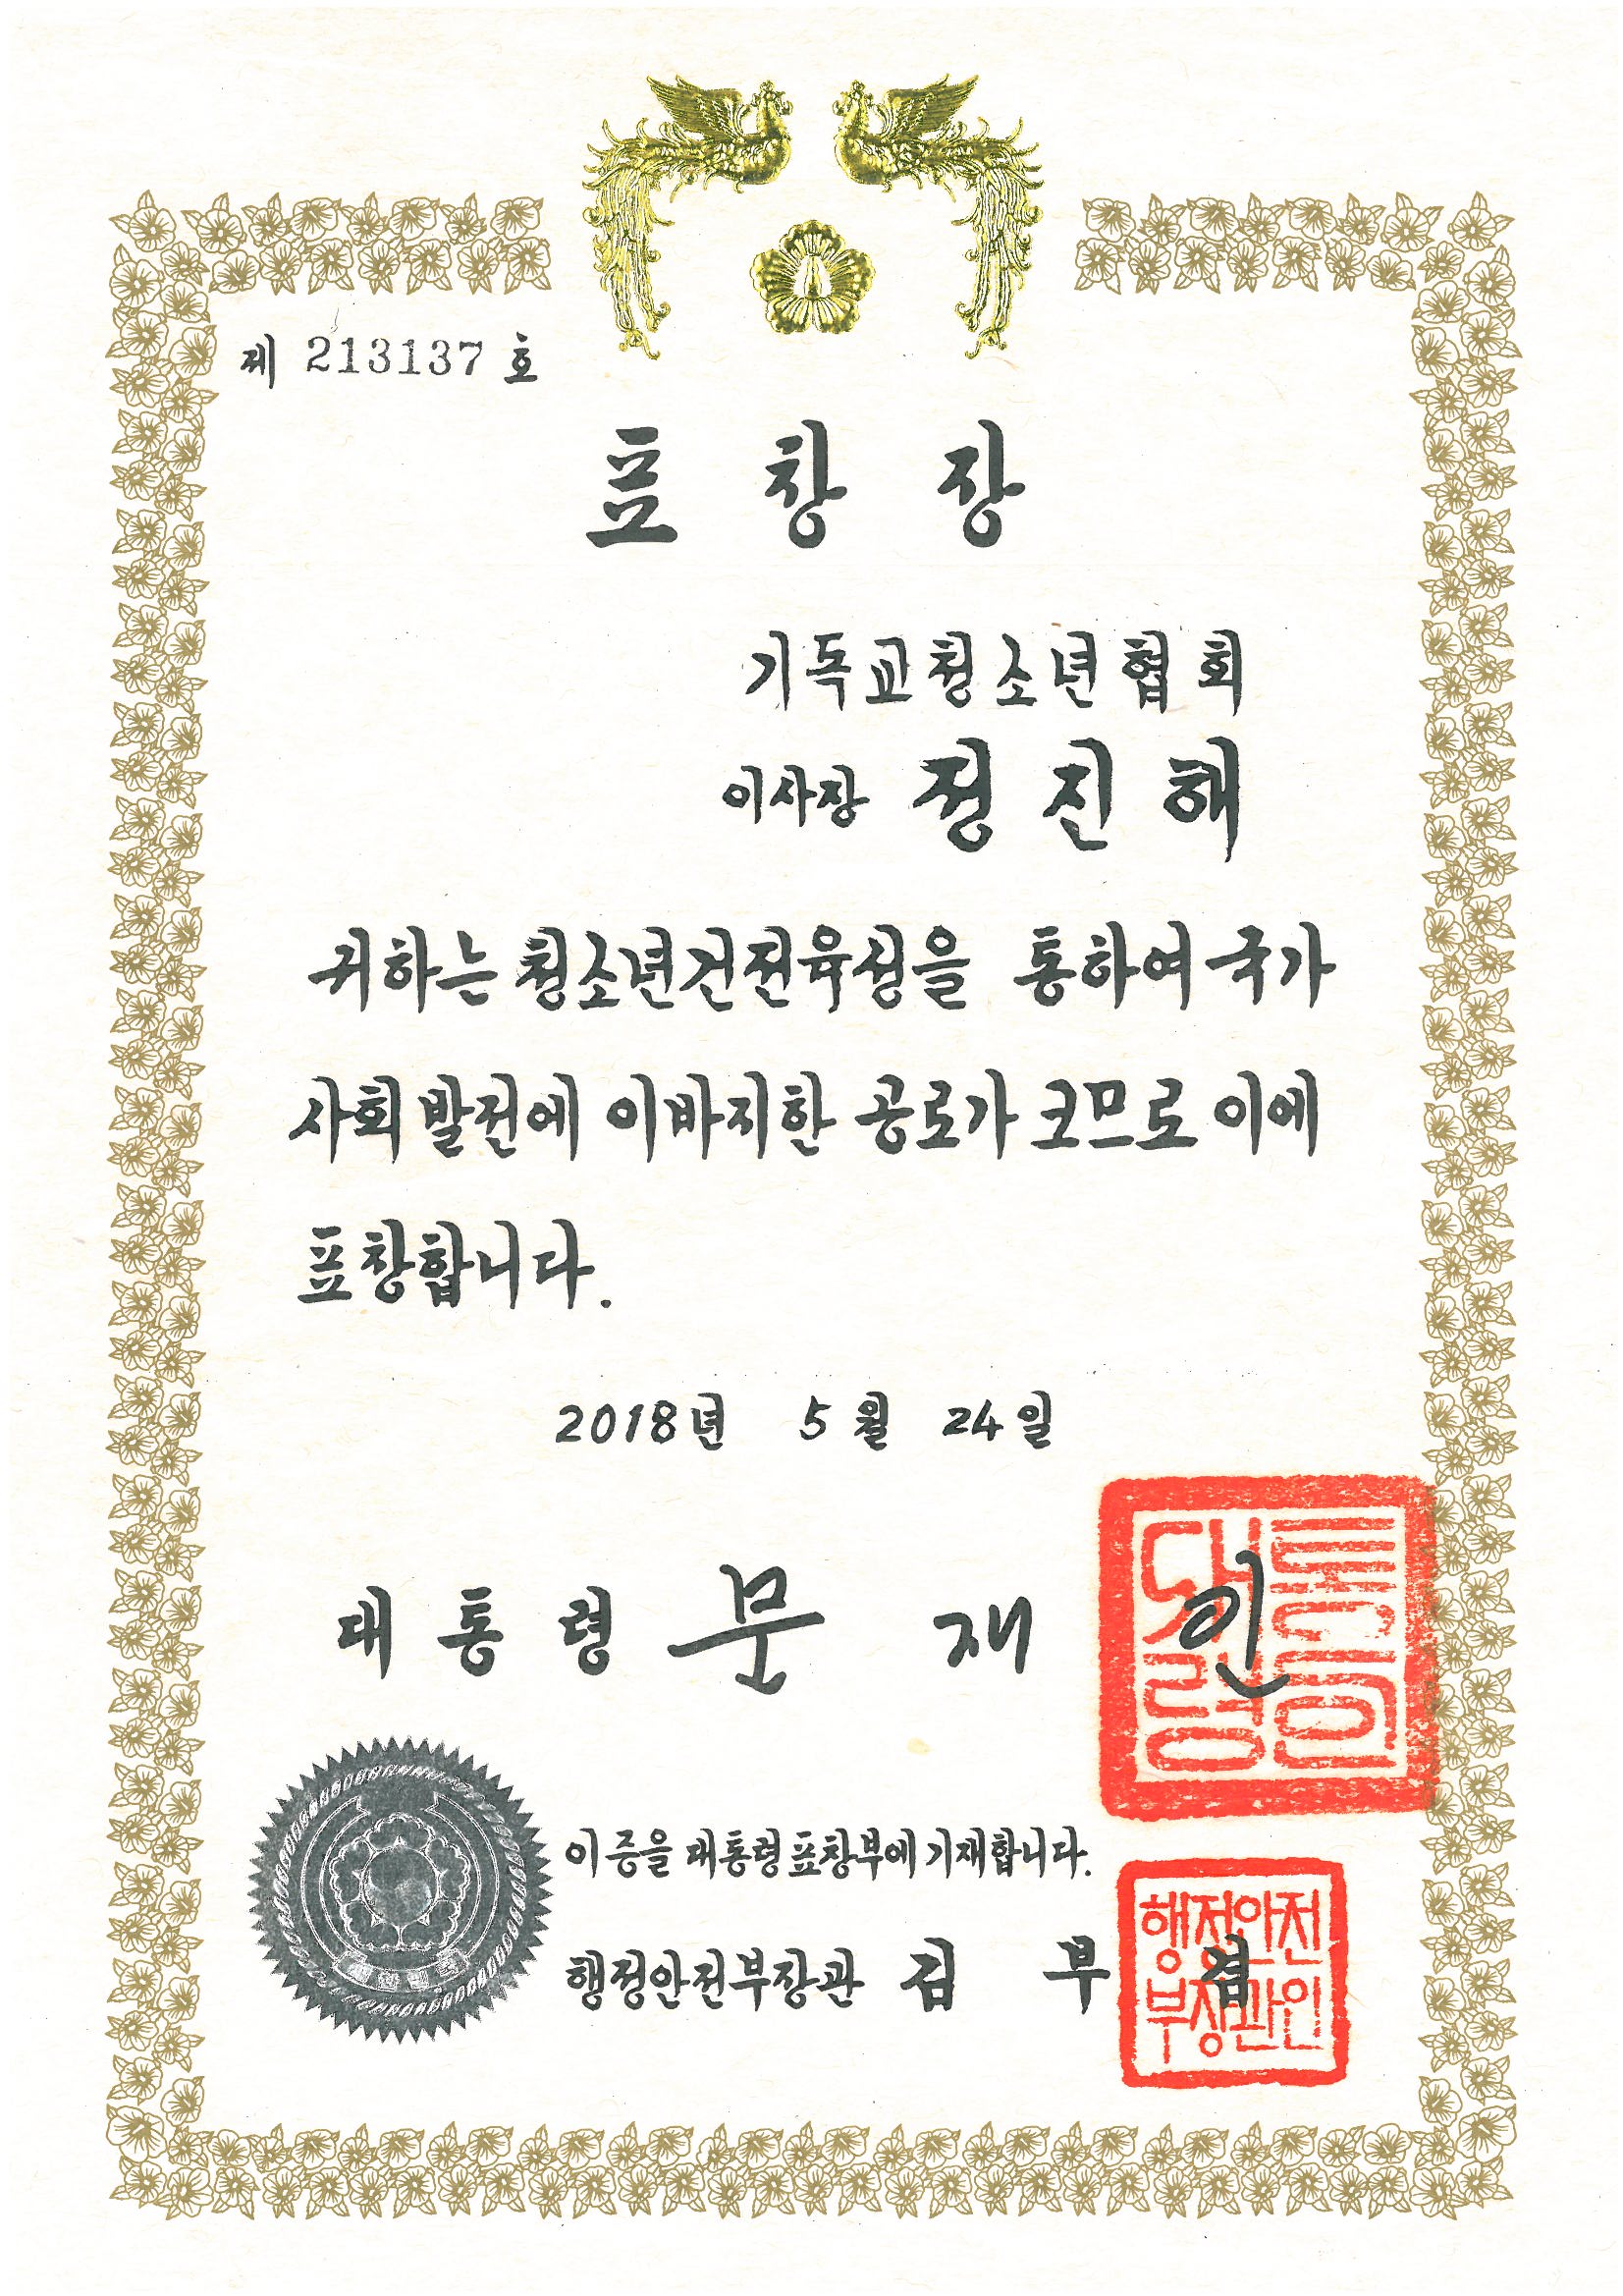 제 213137 호
표 창 장
기독교청소년협회
이사장 정 진 해
귀하는 청소년건전육성을 통하여 국가
사회 발전에 이바지한 공로가 크므로 이에
표창합니다.
2018년 5월 24일
대 통 령 문 재 인
대통
령인
이 증을 대통령표창부에 기재합니다.
행정안전부장관 김 부 겸
행정안전
부장관인